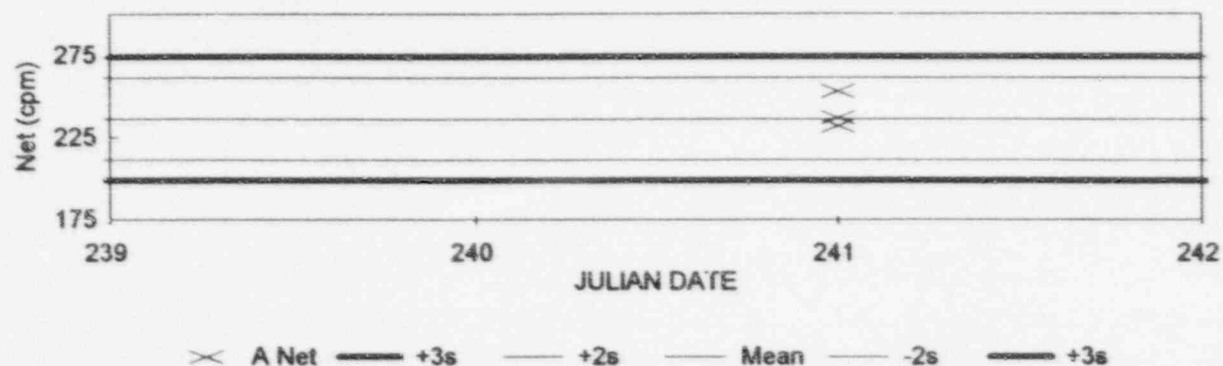 275
Net (cpm)
225
175
239 240 241 242
JULIAN DATE
A Net +3s +2s Mean -2s +3s